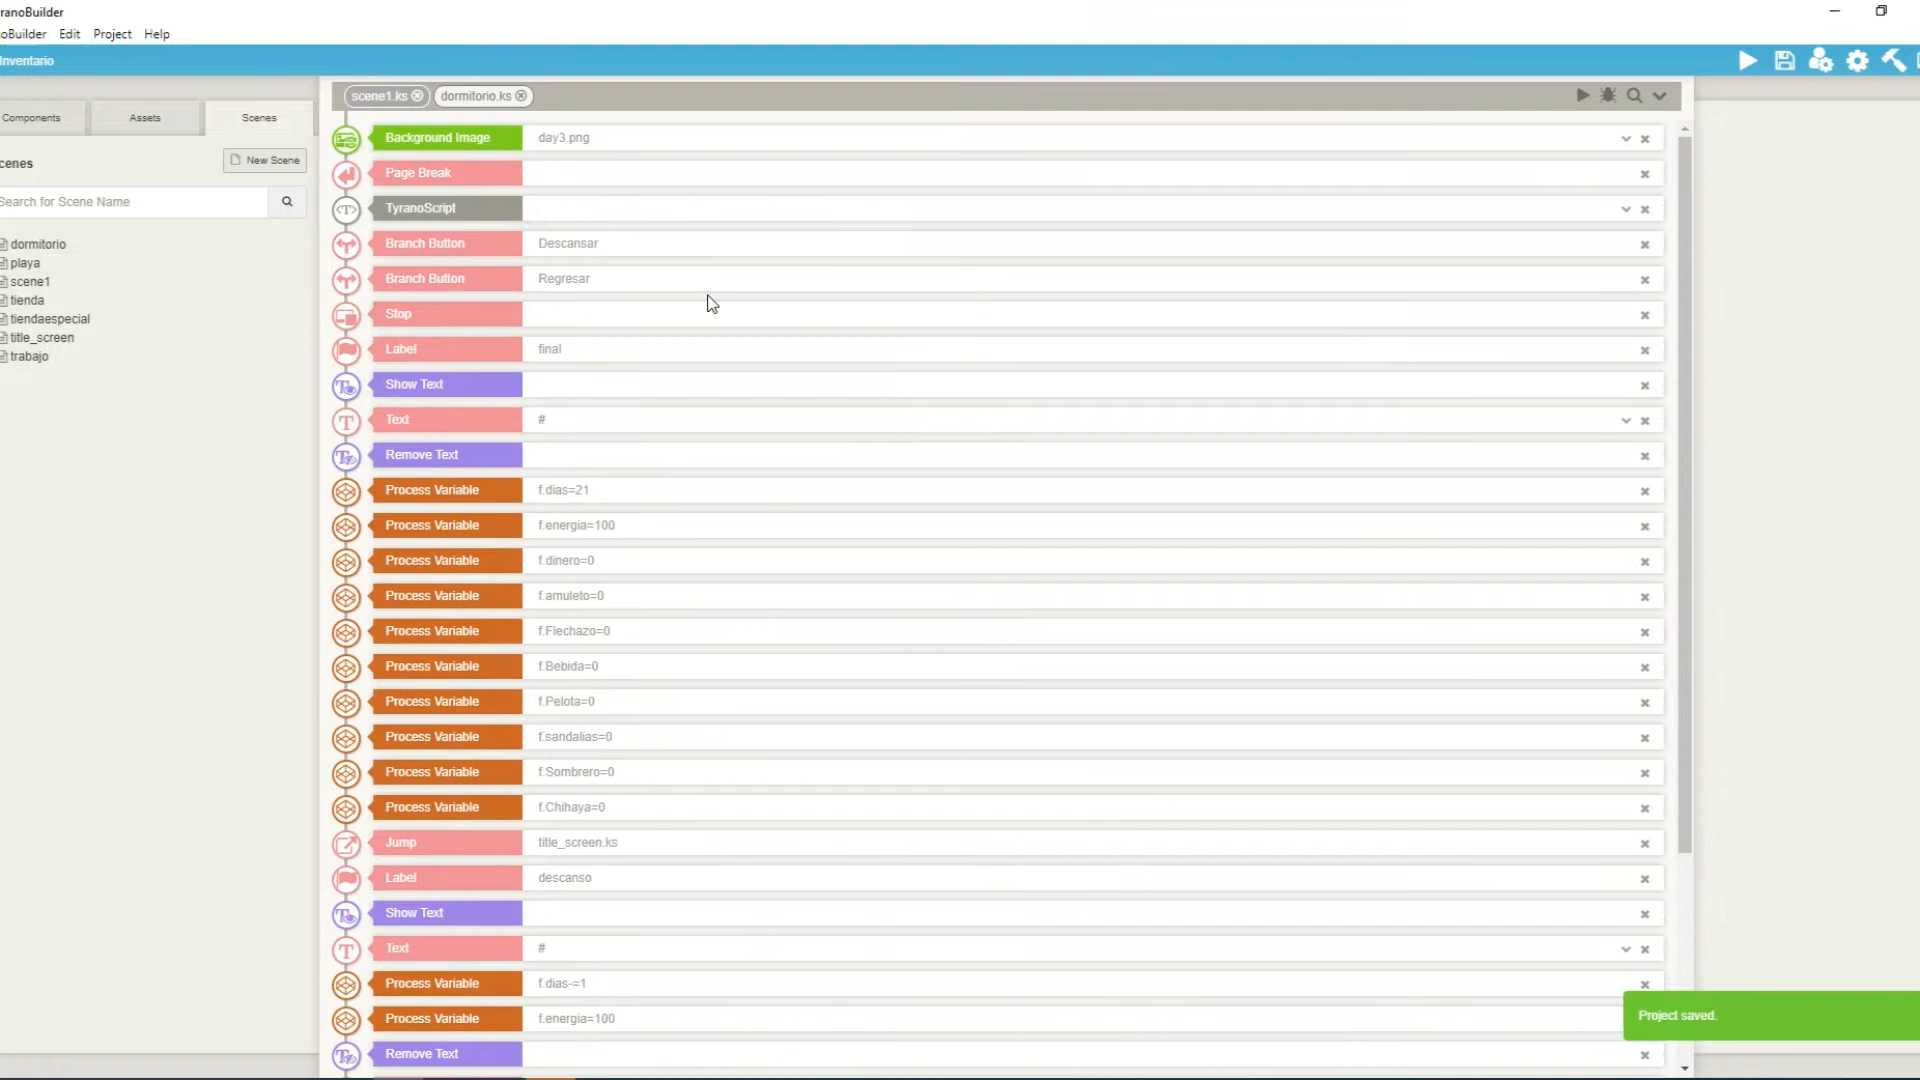 ranoBuilder
oBuilder Edit Project Help
Inventario
scene1.ks dormitorio.ks
Components Assets Scenes
Background Image day3.png
cenes New Scene
Page Break
Search for Scene Name
TyranoScript
dormitorio
Branch Button Descansar
playa
scene1
Branch Button Regresar
tienda
tiendaespecial
Stop
title_screen
trabajo
Label final
Show Text
Text #
Remove Text
Process Variable f.dias=21
Process Variable f.energia=100
Process Variable f.dinero=0
Process Variable f.amuleto=0
Process Variable f.Flechazo=0
Process Variable f.Bebida=0
Process Variable f.Pelota=0
Process Variable f.sandalias=0
Process Variable f.Sombrero=0
Process Variable f.Chihaya=0
Jump title_screen.ks
Label descanso
Show Text
Text #
Process Variable f.dias-=1
Process Variable f.energia=100
Project saved.
Remove Text